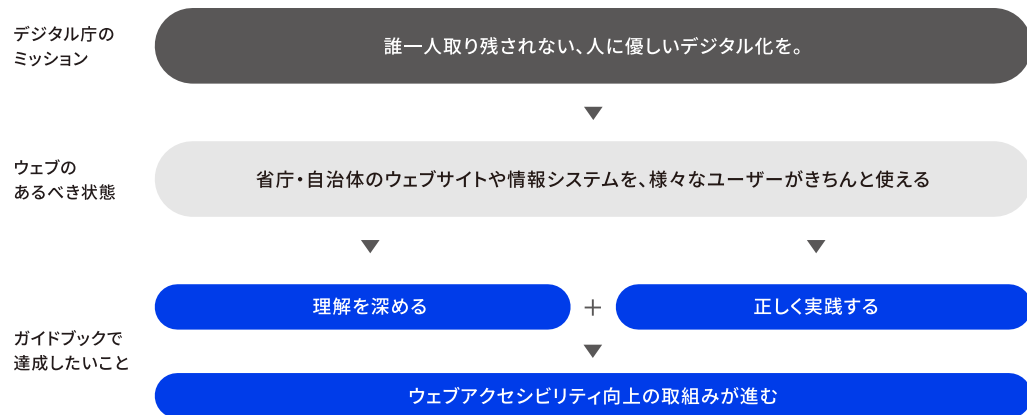 デジタル庁の
ミッション
誰一人取り残されない、人に優しいデジタル化を。
ウェブの
あるべき状態
省庁・自治体のウェブサイトや情報システムを、様々なユーザーがきちんと使える
ガイドブックで
達成したいこと
理解を深める
+
正しく実践する
ウェブアクセシビリティ向上の取組みが進む